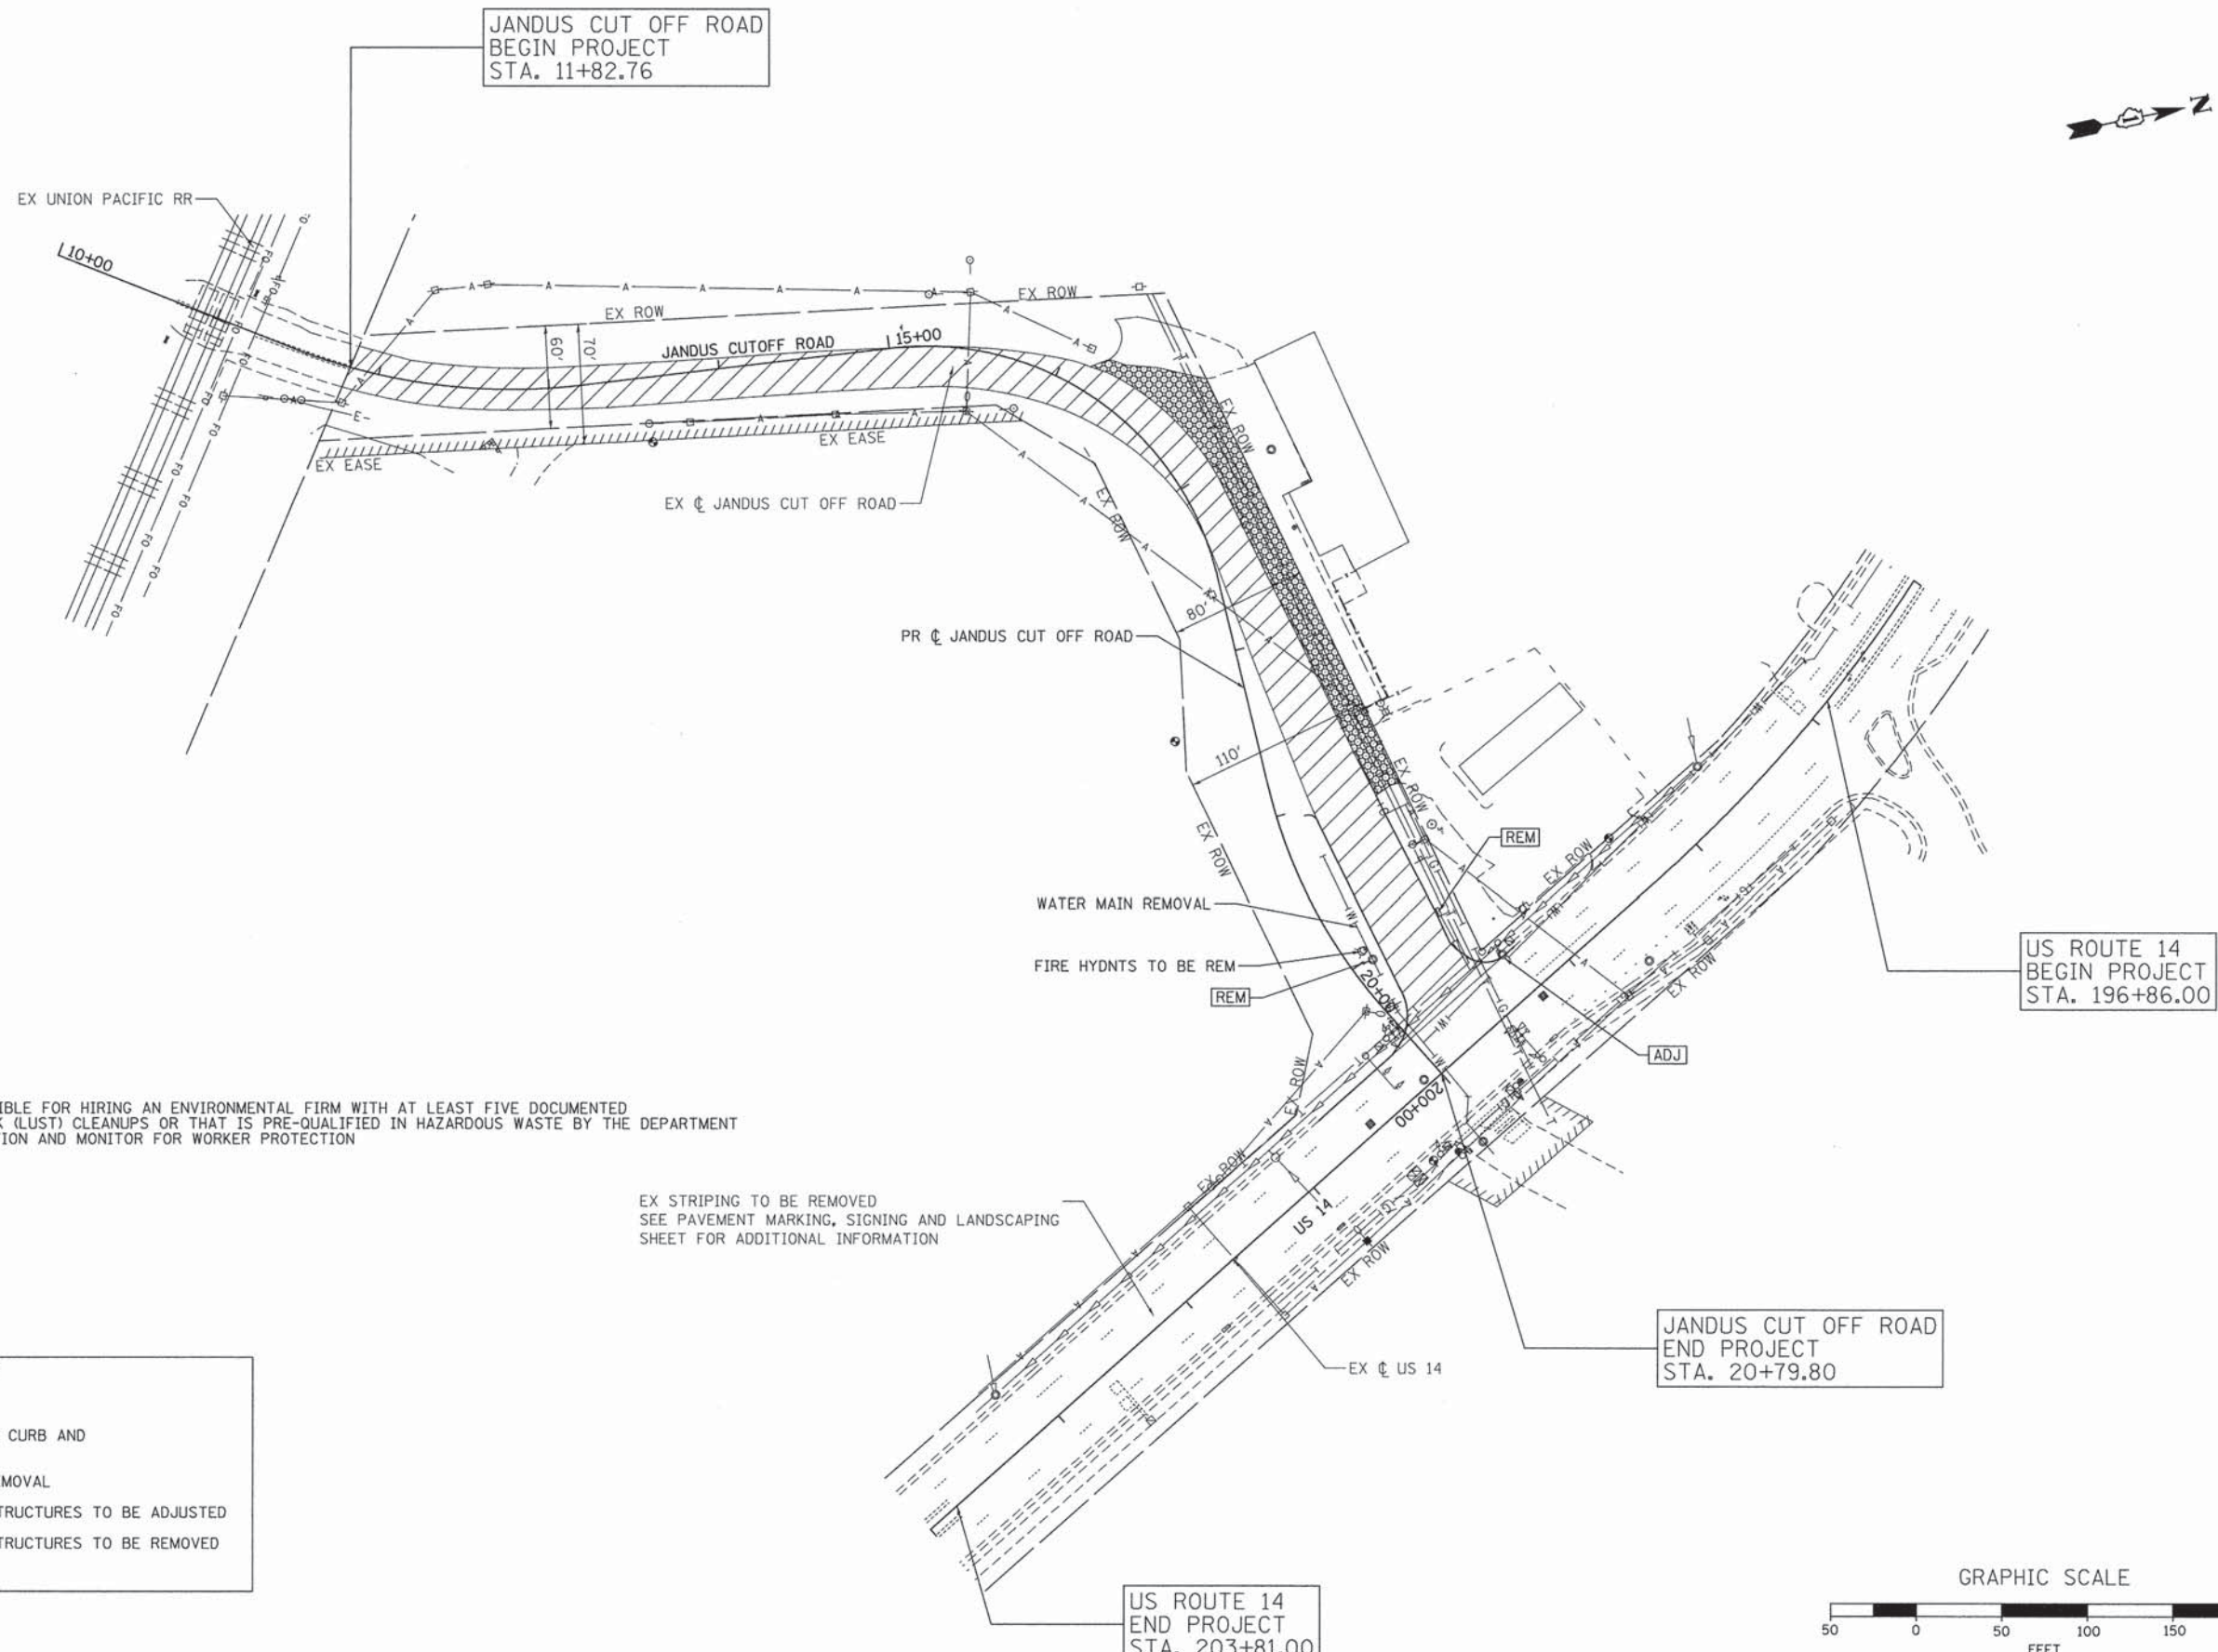 JANDUS CUT OFF ROAD
BEGIN PROJECT
STA. 11+82.76
N
EX UNION PACIFIC RR
10+00
EX ROW
EX ROW
60'
70'
JANDUS CUTOFF ROAD
15+00
EX EASE
EX EASE
EX ROW
EX ROW
EX ℄ JANDUS CUT OFF ROAD
80'
PR ℄ JANDUS CUT OFF ROAD
110'
EX ROW
EX ROW
REM
EX ROW
WATER MAIN REMOVAL
FIRE HYDNTS TO BE REM
REM
20+00
EX ROW
US ROUTE 14
BEGIN PROJECT
STA. 196+86.00
ADJ
EX ROW
200+00
IBLE FOR HIRING AN ENVIRONMENTAL FIRM WITH AT LEAST FIVE DOCUMENTED
K (LUST) CLEANUPS OR THAT IS PRE-QUALIFIED IN HAZARDOUS WASTE BY THE DEPARTMENT
TION AND MONITOR FOR WORKER PROTECTION
EX ROW
EX STRIPING TO BE REMOVED
SEE PAVEMENT MARKING, SIGNING AND LANDSCAPING
SHEET FOR ADDITIONAL INFORMATION
US 14
EX ROW
JANDUS CUT OFF ROAD
END PROJECT
STA. 20+79.80
EX ℄ US 14
CURB AND
EMOVAL
TRUCTURES TO BE ADJUSTED
TRUCTURES TO BE REMOVED
US ROUTE 14
END PROJECT
STA. 203+81.00
GRAPHIC SCALE
50 0 50 100 150
FEET